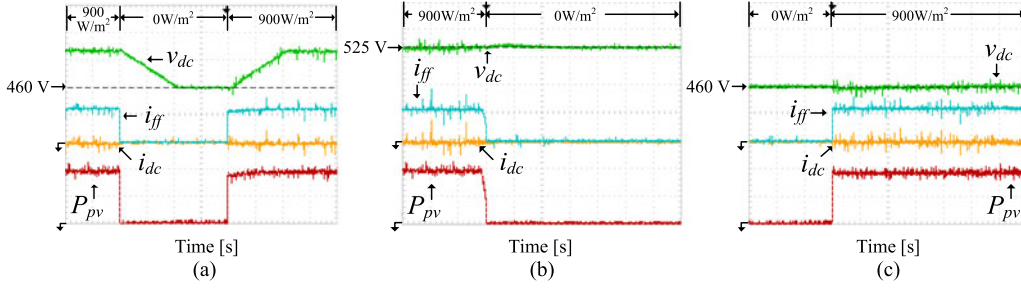 900 W/m² 0W/m² 900W/m²
v_dc
460 V
i_ff
i_dc
P_pv
Time [s]
(a)
900W/m² 0W/m²
525 V
i_ff
v_dc
i_dc
P_pv
Time [s]
(b)
0W/m² 900W/m²
v_dc
460 V
i_ff
i_dc
P_pv
Time [s]
(c)